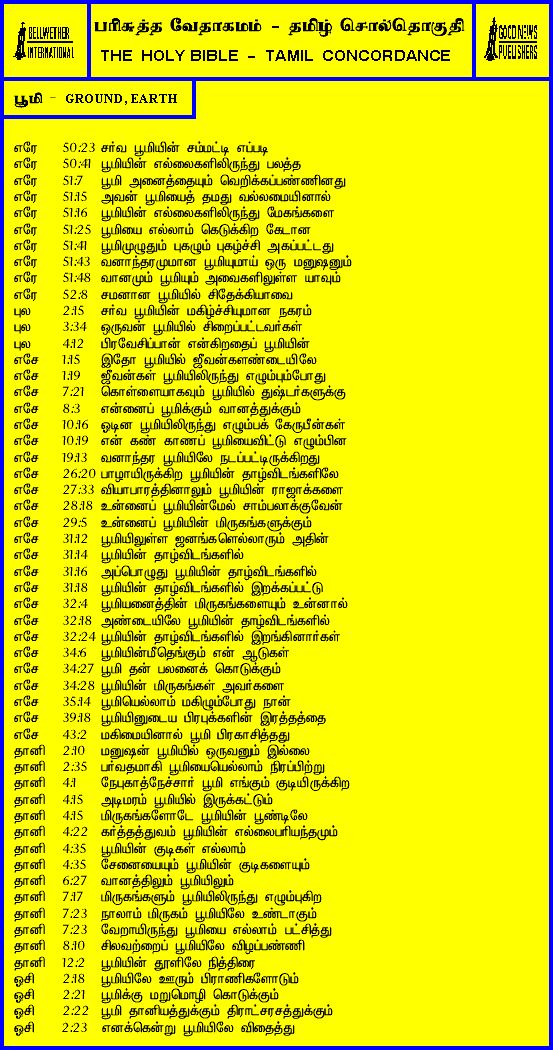 BELLWETHER
INTERNATIONAL
பரிசுத்த வேதாகமம் - தமிழ் சொல்தொகுதி
THE HOLY BIBLE - TAMIL CONCORDANCE
GOOD NEWS
PUBLISHERS
பூமி - GROUND, EARTH
எரே 50:23 சர்வ பூமியின் சம்மட்டி எப்படி
எரே 50:41 பூமியின் எல்லைகளிலிருந்து பலத்த
எரே 51:7 பூமி அனைத்தையும் வெறிக்கப்பண்ணினது
எரே 51:15 அவன் பூமியைத் தமது வல்லமையினால்
எரே 51:16 பூமியின் எல்லைகளிலிருந்து மேகங்களை
எரே 51:25 பூமியை எல்லாம் கெடுக்கிற கேடான
எரே 51:41 பூமிமுழுதும் புகழும் புகழ்ச்சி அகப்பட்டது
எரே 51:43 வனாந்தரமுமான பூமியுமாய் ஒரு மனுஷனும்
எரே 51:48 வானமும் பூமியும் அவைகளிலுள்ள யாவும்
எரே 52:8 சமனான பூமியில் சிதேக்கியாவை
புல 2:15 சர்வ பூமியின் மகிழ்ச்சியுமான நகரம்
புல 3:34 ஒருவன் பூமியில் சிறைப்பட்டவர்கள்
புல 4:12 பிரவேசிப்பான் என்கிறதைப் பூமியின்
எசே 1:15 இதோ பூமியில் ஜீவன்களண்டையிலே
எசே 1:19 ஜீவன்கள் பூமியிலிருந்து எழும்பும்போது
எசே 7:21 கொள்ளையாகவும் பூமியில் துஷ்டர்களுக்கு
எசே 8:3 என்னைப் பூமிக்கும் வானத்துக்கும்
எசே 10:16 ஓடின பூமியிலிருந்து எழும்பக் கேருபீன்கள்
எசே 10:19 என் கண் காணப் பூமியைவிட்டு எழும்பின
எசே 19:13 வனாந்தர பூமியிலே நடப்பட்டிருக்கிறது
எசே 26:20 பாழாயிருக்கிற பூமியின் தாழ்விடங்களிலே
எசே 27:33 வியாபாரத்தினாலும் பூமியின் ராஜாக்களை
எசே 28:18 உன்னைப் பூமியின்மேல் சாம்பலாக்குவேன்
எசே 29:5 உன்னைப் பூமியின் மிருகங்களுக்கும்
எசே 31:12 பூமியிலுள்ள ஜனங்களெல்லாரும் அதின்
எசே 31:14 பூமியின் தாழ்விடங்களில்
எசே 31:16 அப்பொழுது பூமியின் தாழ்விடங்களில்
எசே 31:18 பூமியின் தாழ்விடங்களில் இறக்கப்பட்டு
எசே 32:4 பூமியனைத்தின் மிருகங்களையும் உன்னால்
எசே 32:18 அண்டையிலே பூமியின் தாழ்விடங்களில்
எசே 32:24 பூமியின் தாழ்விடங்களில் இறங்கினார்கள்
எசே 34:6 பூமியின்மீதெங்கும் என் ஆடுகள்
எசே 34:27 பூமி தன் பலனைக் கொடுக்கும்
எசே 34:28 பூமியின் மிருகங்கள் அவர்களை
எசே 35:14 பூமியெல்லாம் மகிழும்போது நான்
எசே 39:18 பூமியினுடைய பிரபுக்களின் இரத்தத்தை
எசே 43:2 மகிமையினால் பூமி பிரகாசித்தது
தானி 2:10 மனுஷன் பூமியில் ஒருவனும் இல்லை
தானி 2:35 பர்வதமாகி பூமியையெல்லாம் நிரப்பிற்று
தானி 4:1 நேபுகாத்நேச்சார் பூமி எங்கும் குடியிருக்கிற
தானி 4:15 அடிமரம் பூமியில் இருக்கட்டும்
தானி 4:15 மிருகங்களோடே பூமியின் பூண்டிலே
தானி 4:22 கர்த்தத்துவம் பூமியின் எல்லைபரியந்தமும்
தானி 4:35 பூமியின் குடிகள் எல்லாம்
தானி 4:35 சேனையையும் பூமியின் குடிகளையும்
தானி 6:27 வானத்திலும் பூமியிலும்
தானி 7:17 மிருகங்களும் பூமியிலிருந்து எழும்புகிற
தானி 7:23 நாலாம் மிருகம் பூமியிலே உண்டாகும்
தானி 7:23 வேறாயிருந்து பூமியை எல்லாம் பட்சித்து
தானி 8:10 சிலவற்றைப் பூமியிலே விழப்பண்ணி
தானி 12:2 பூமியின் தூளிலே நித்திரை
ஓசி 2:18 பூமியிலே ஊரும் பிராணிகளோடும்
ஓசி 2:21 பூமிக்கு மறுமொழி கொடுக்கும்
ஓசி 2:22 பூமி தானியத்துக்கும் திராட்சரசத்துக்கும்
ஓசி 2:23 எனக்கென்று பூமியிலே விதைத்து